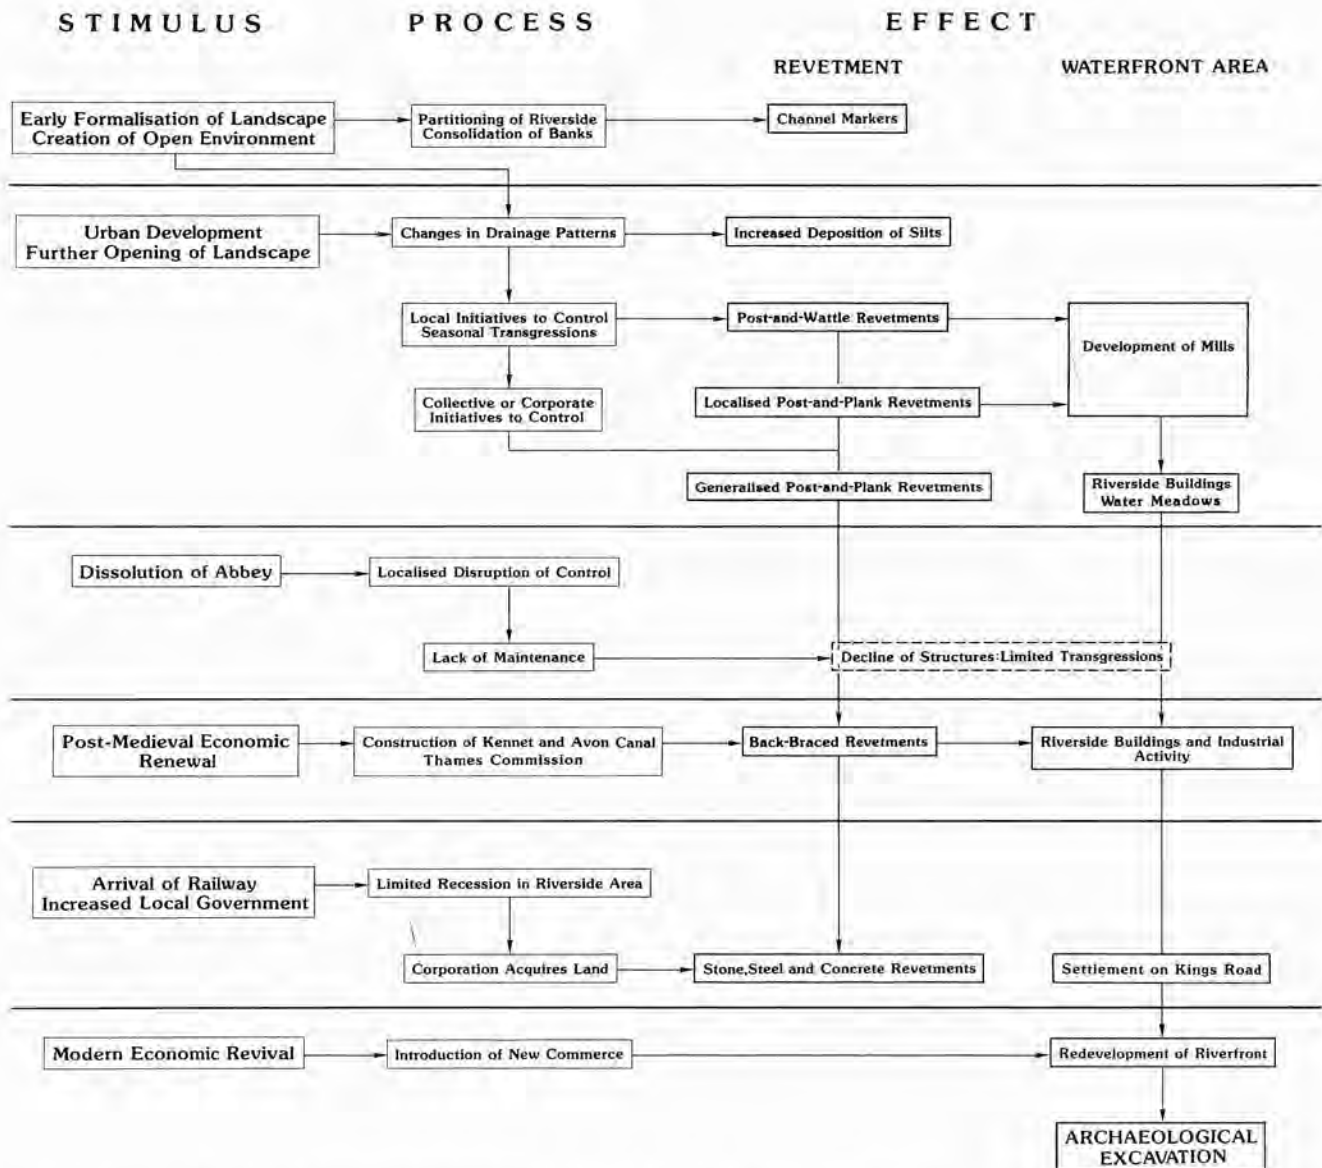 STIMULUS
PROCESS
EFFECT
REVETMENT
WATERFRONT AREA
Early Formalisation of Landscape
Creation of Open Environment
Partitioning of Riverside
Consolidation of Banks
Channel Markers
Urban Development
Further Opening of Landscape
Changes in Drainage Patterns
Increased Deposition of Silts
Local Initiatives to Control
Seasonal Transgressions
Post-and-Wattle Revetments
Development of Mills
Collective or Corporate
Initiatives to Control
Localised Post-and-Plank Revetments
Generalised Post-and-Plank Revetments
Riverside Buildings
Water Meadows
Dissolution of Abbey
Localised Disruption of Control
Lack of Maintenance
Decline of Structures:Limited Transgressions
Post-Medieval Economic
Renewal
Construction of Kennet and Avon Canal
Thames Commission
Back-Braced Revetments
Riverside Buildings and Industrial
Activity
Arrival of Railway
Increased Local Government
Limited Recession in Riverside Area
Corporation Acquires Land
Stone,Steel and Concrete Revetments
Settlement on Kings Road
Modern Economic Revival
Introduction of New Commerce
Redevelopment of Riverfront
ARCHAEOLOGICAL
EXCAVATION